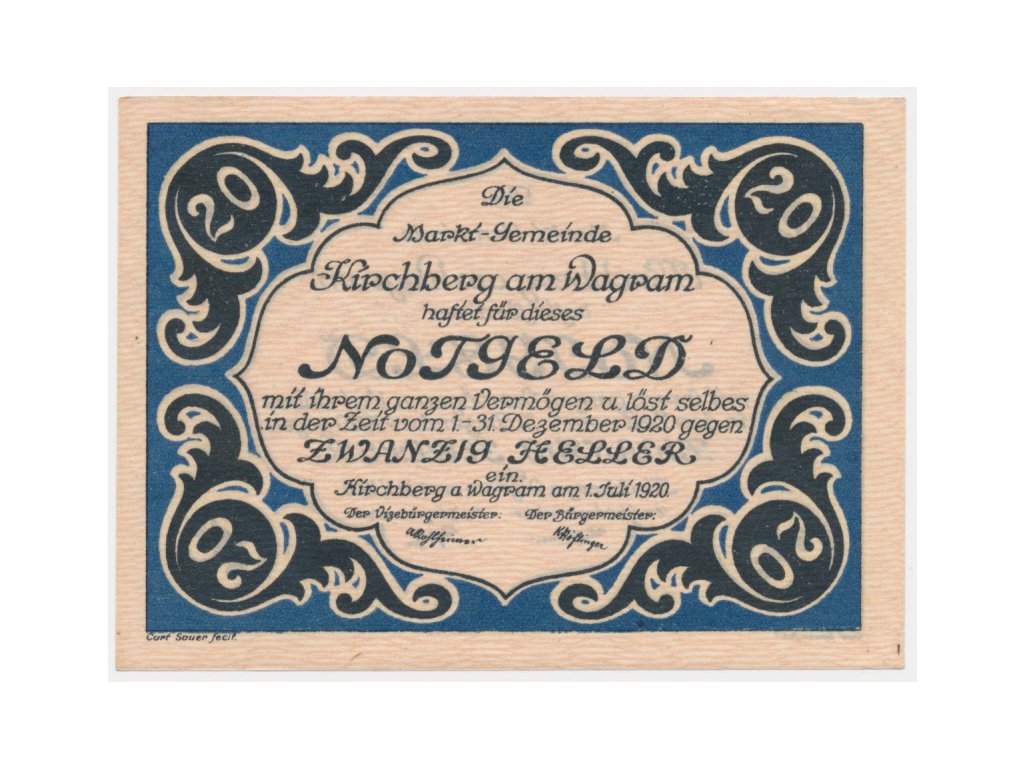 20
20
Die
Markt-Gemeinde
Kirchberg am Wagram
haftet für dieses
NOTGELD
mit ihrem ganzen Vermögen u. löst selbes
in der Zeit vom 1.-31. Dezember 1920 gegen
ZWANZIG HELLER
ein.
Kirchberg a. Wagram am 1. Juli 1920.
Der Vizebürgermeister: Der Bürgermeister:
20
20
Curt Sauer fecit.